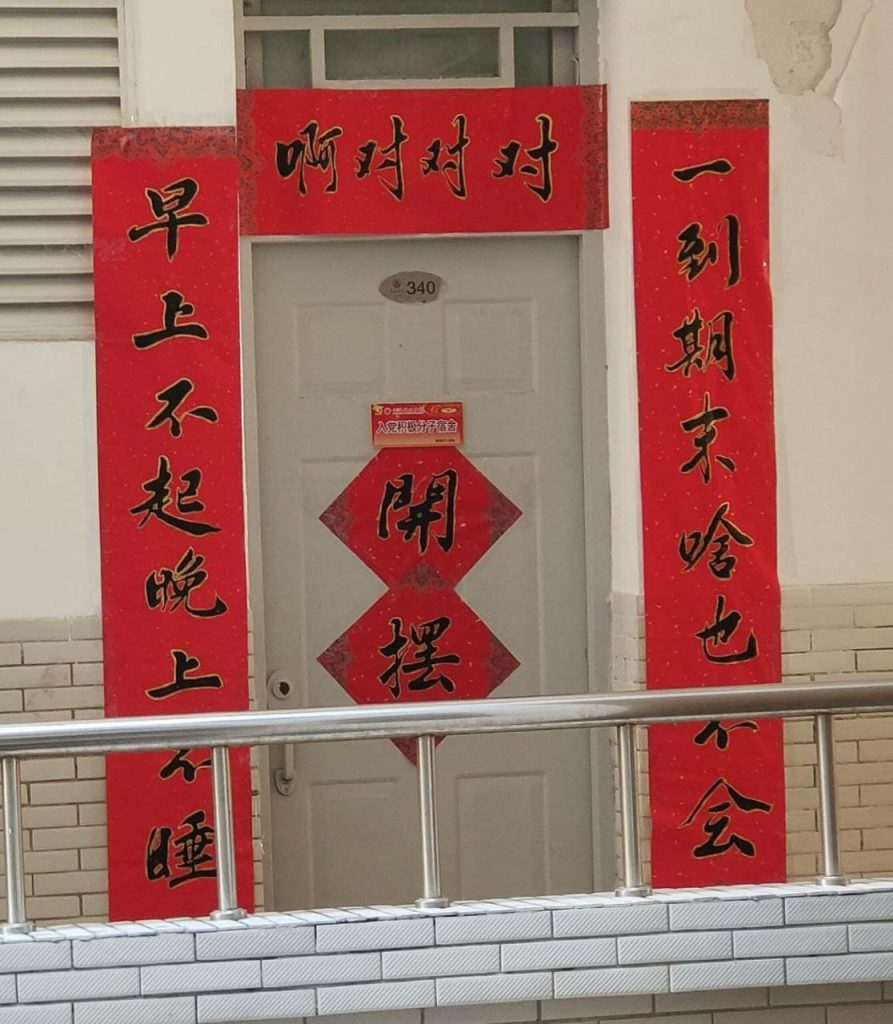 啊对对对
早上不起晚上不睡
一到期末啥也不会
340
入党积极分子宿舍
開
摆